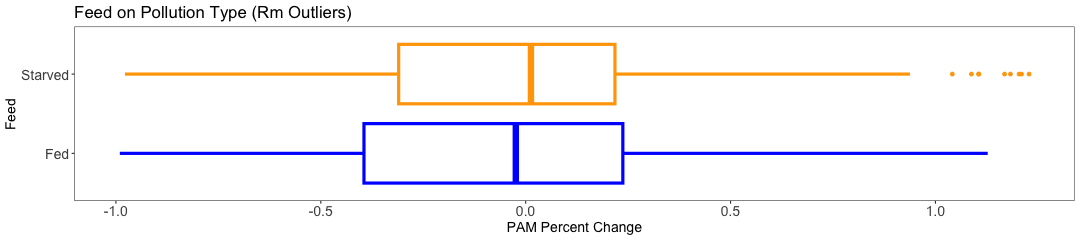 Feed on Pollution Type (Rm Outliers)
Feed
Starved
Fed
-1.0 -0.5 0.0 0.5 1.0
PAM Percent Change